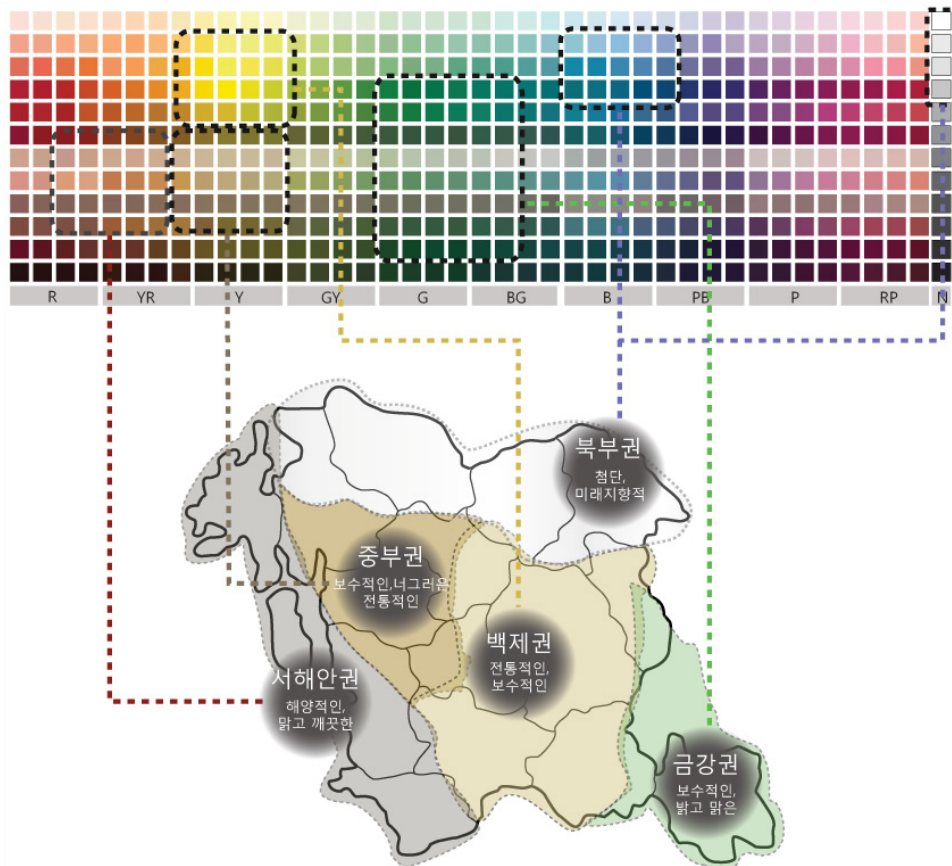 R YR Y GY G BG B PB P RP N
북부권
첨단,
미래지향적
중부권
보수적인,너그러운
전통적인
백제권
전통적인,
보수적인
서해안권
해양적인,
맑고 깨끗한
금강권
보수적인,
밝고 맑은